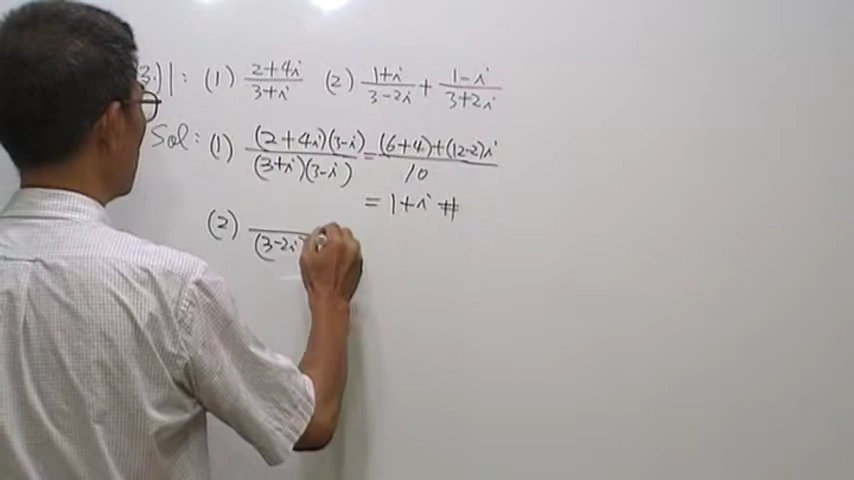 3.)1: (1) (2+4i)/(3+i) (2) (1+i)/(3-2i) + (1-i)/(3+2i)
Sol: (1) (2+4i)(3-i)/(3+i)(3-i) = (6+4)+(12-2)i/10
= 1+i #
(2) (3-2i)